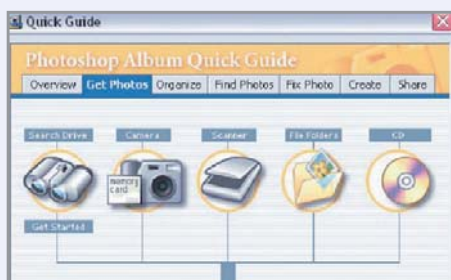 Quick Guide
Photoshop Album Quick Guide
Overview Get Photos Organize Find Photos Fix Photo Create Share
Search Drive Camera Scanner File Folders CD
memory
card
Get Started